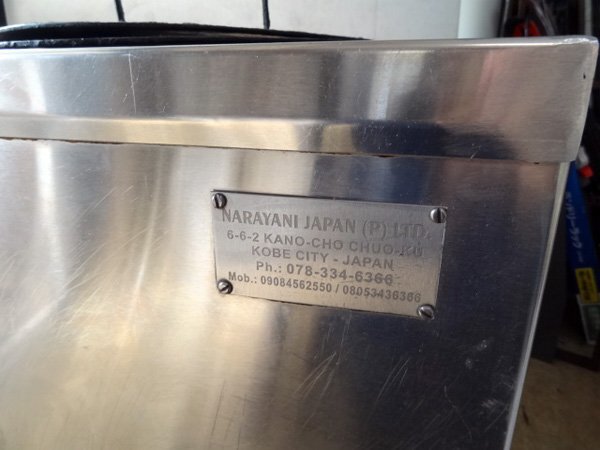 NARAYANI JAPAN (P) LTD.
6-6-2 KANO-CHO CHUO-KU
KOBE CITY - JAPAN
Ph.: 078-334-6366
Mob.: 09084562550 / 08053436366